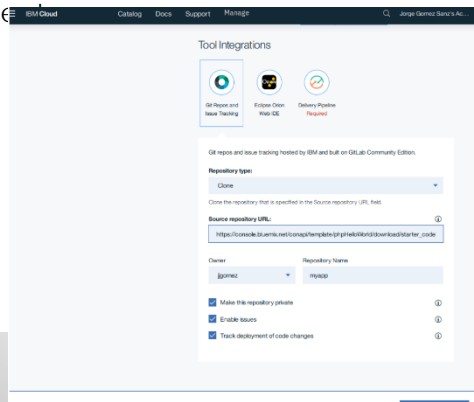 IBM Cloud Catalog Docs Support Manage Jorge Gomez Sanz's Ac...
Tool Integrations
Git Repos and Issue Tracking
Eclipse Orion Web IDE
Delivery Pipeline
Required
Git repos and issue tracking hosted by IBM and built on GitLab Community Edition.
Repository type:
Clone
Clone the repository that is specified in the Source repository URL field.
Source repository URL:
https://console.bluemix.net/conapi/template/phpHelloWorld/download/starter_code
Owner Repository Name
jjgomez myapp
Make this repository private
Enable issues
Track deployment of code changes